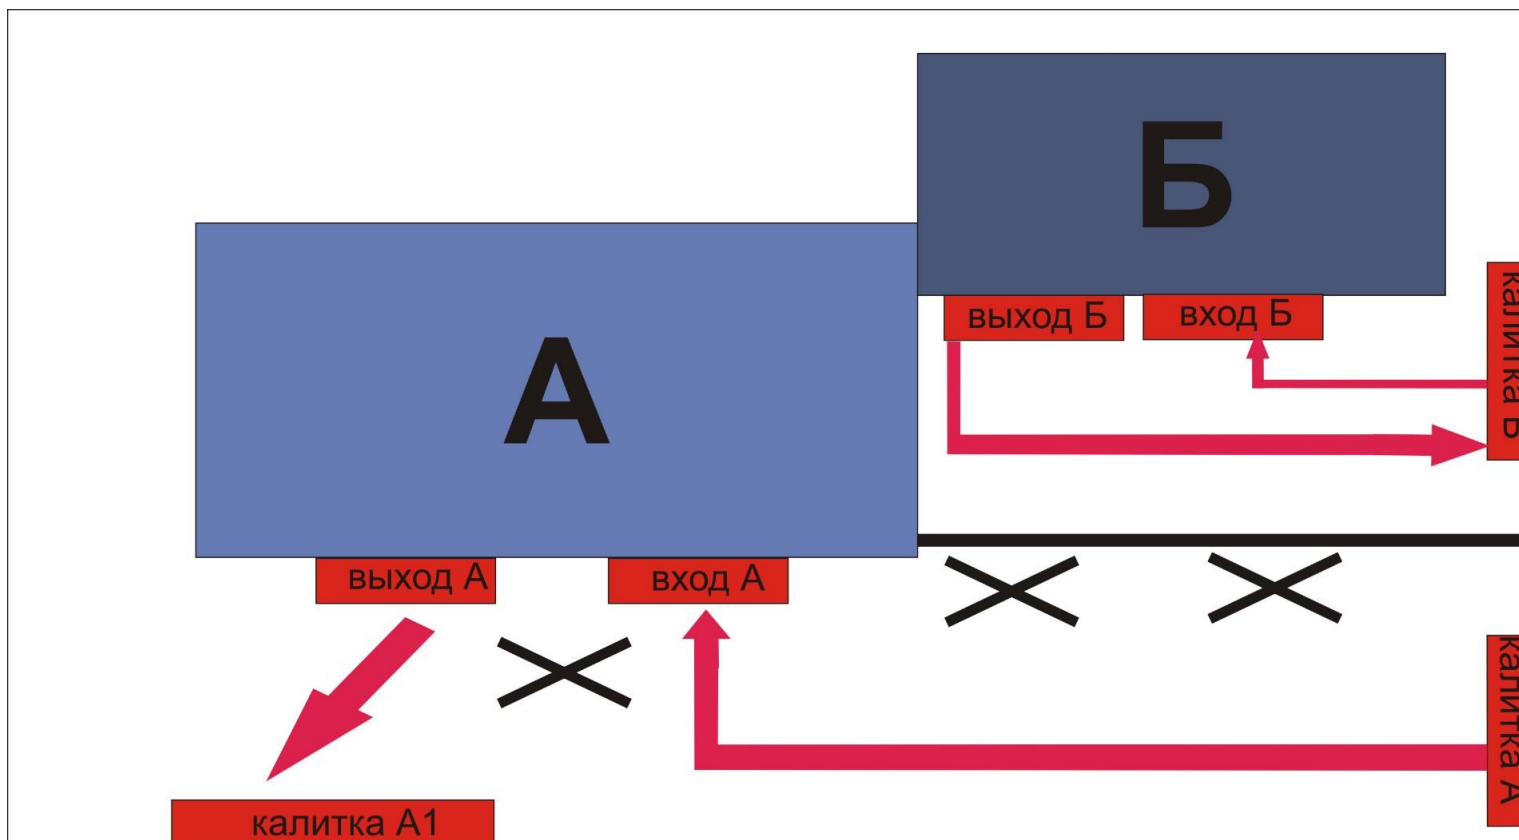 Б
выход Б
вход Б
калитка Б
А
выход А
вход А
калитка А
калитка А1